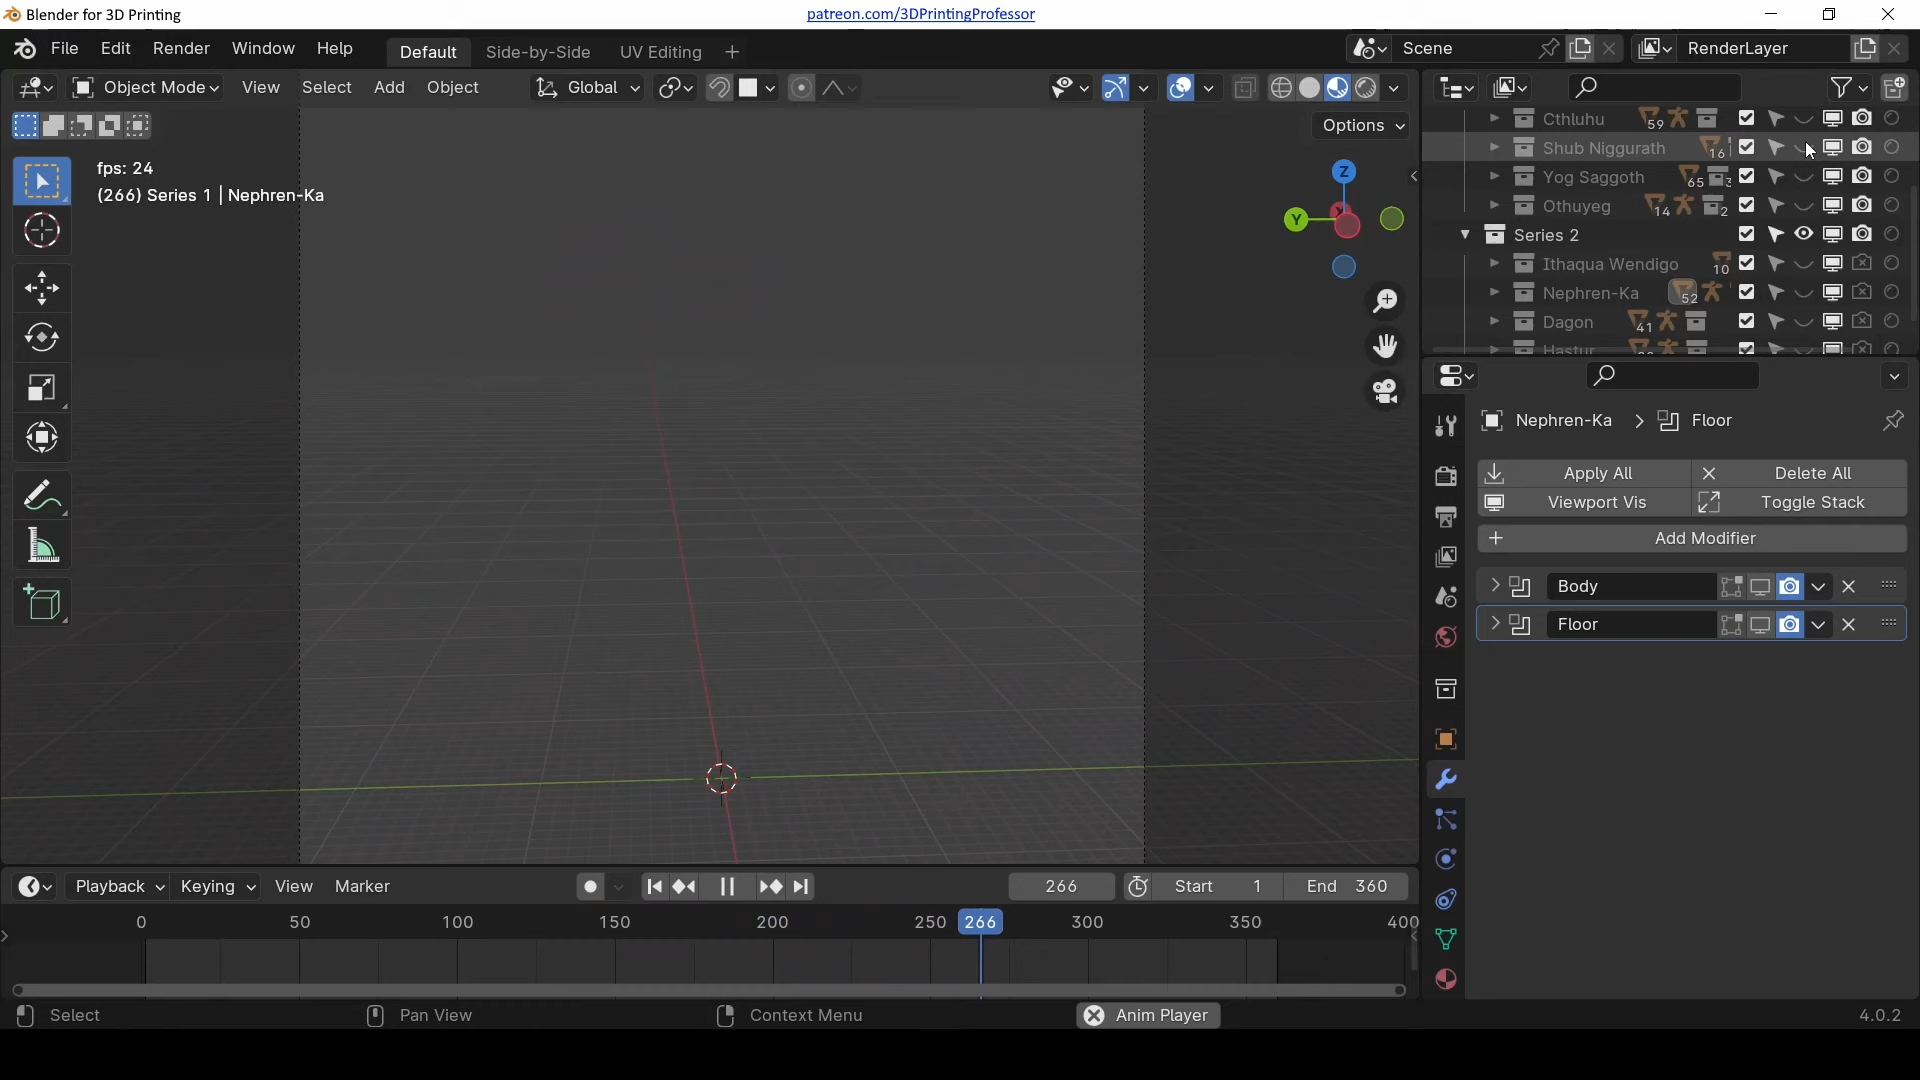 Blender for 3D Printing
patreon.com/3DPrintingProfessor
File Edit Render Window Help Default Side-by-Side UV Editing Scene RenderLayer
Object Mode View Select Add Object Global
Options
fps: 24
(266) Series 1 | Nephren-Ka
Z
Y
Cthluhu 59
Shub Niggurath 16
Yog Saggoth 65 3
Othuyeg 14 2
Series 2
Ithaqua Wendigo 10
Nephren-Ka 52
Dagon 41
Hastur
Nephren-Ka Floor
Apply All Delete All
Viewport Vis Toggle Stack
Add Modifier
Body
Floor
Playback Keying View Marker 266 Start 1 End 360
0 50 100 150 200 250 266 300 350 400
Select Pan View Context Menu Anim Player 4.0.2